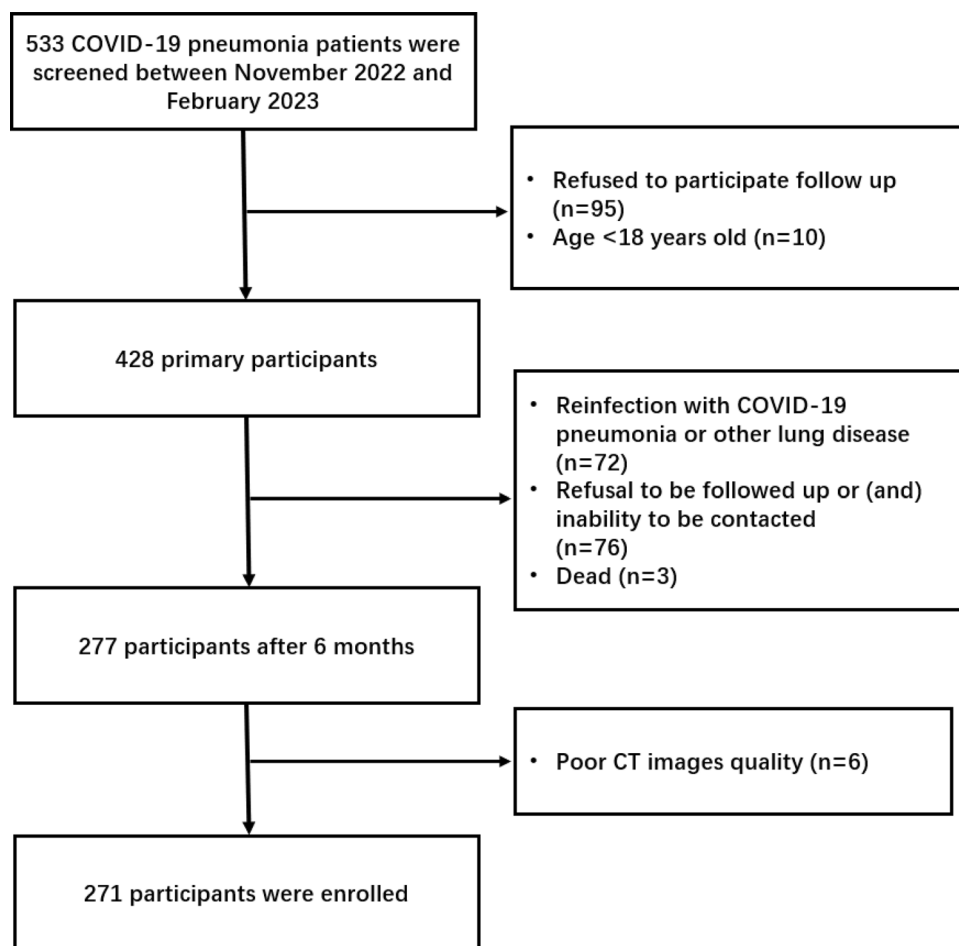 533 COVID-19 pneumonia patients were
screened between November 2022 and
February 2023
• Refused to participate follow up
(n=95)
• Age <18 years old (n=10)
428 primary participants
• Reinfection with COVID-19
pneumonia or other lung disease
(n=72)
• Refusal to be followed up or (and)
inability to be contacted
(n=76)
• Dead (n=3)
277 participants after 6 months
• Poor CT images quality (n=6)
271 participants were enrolled